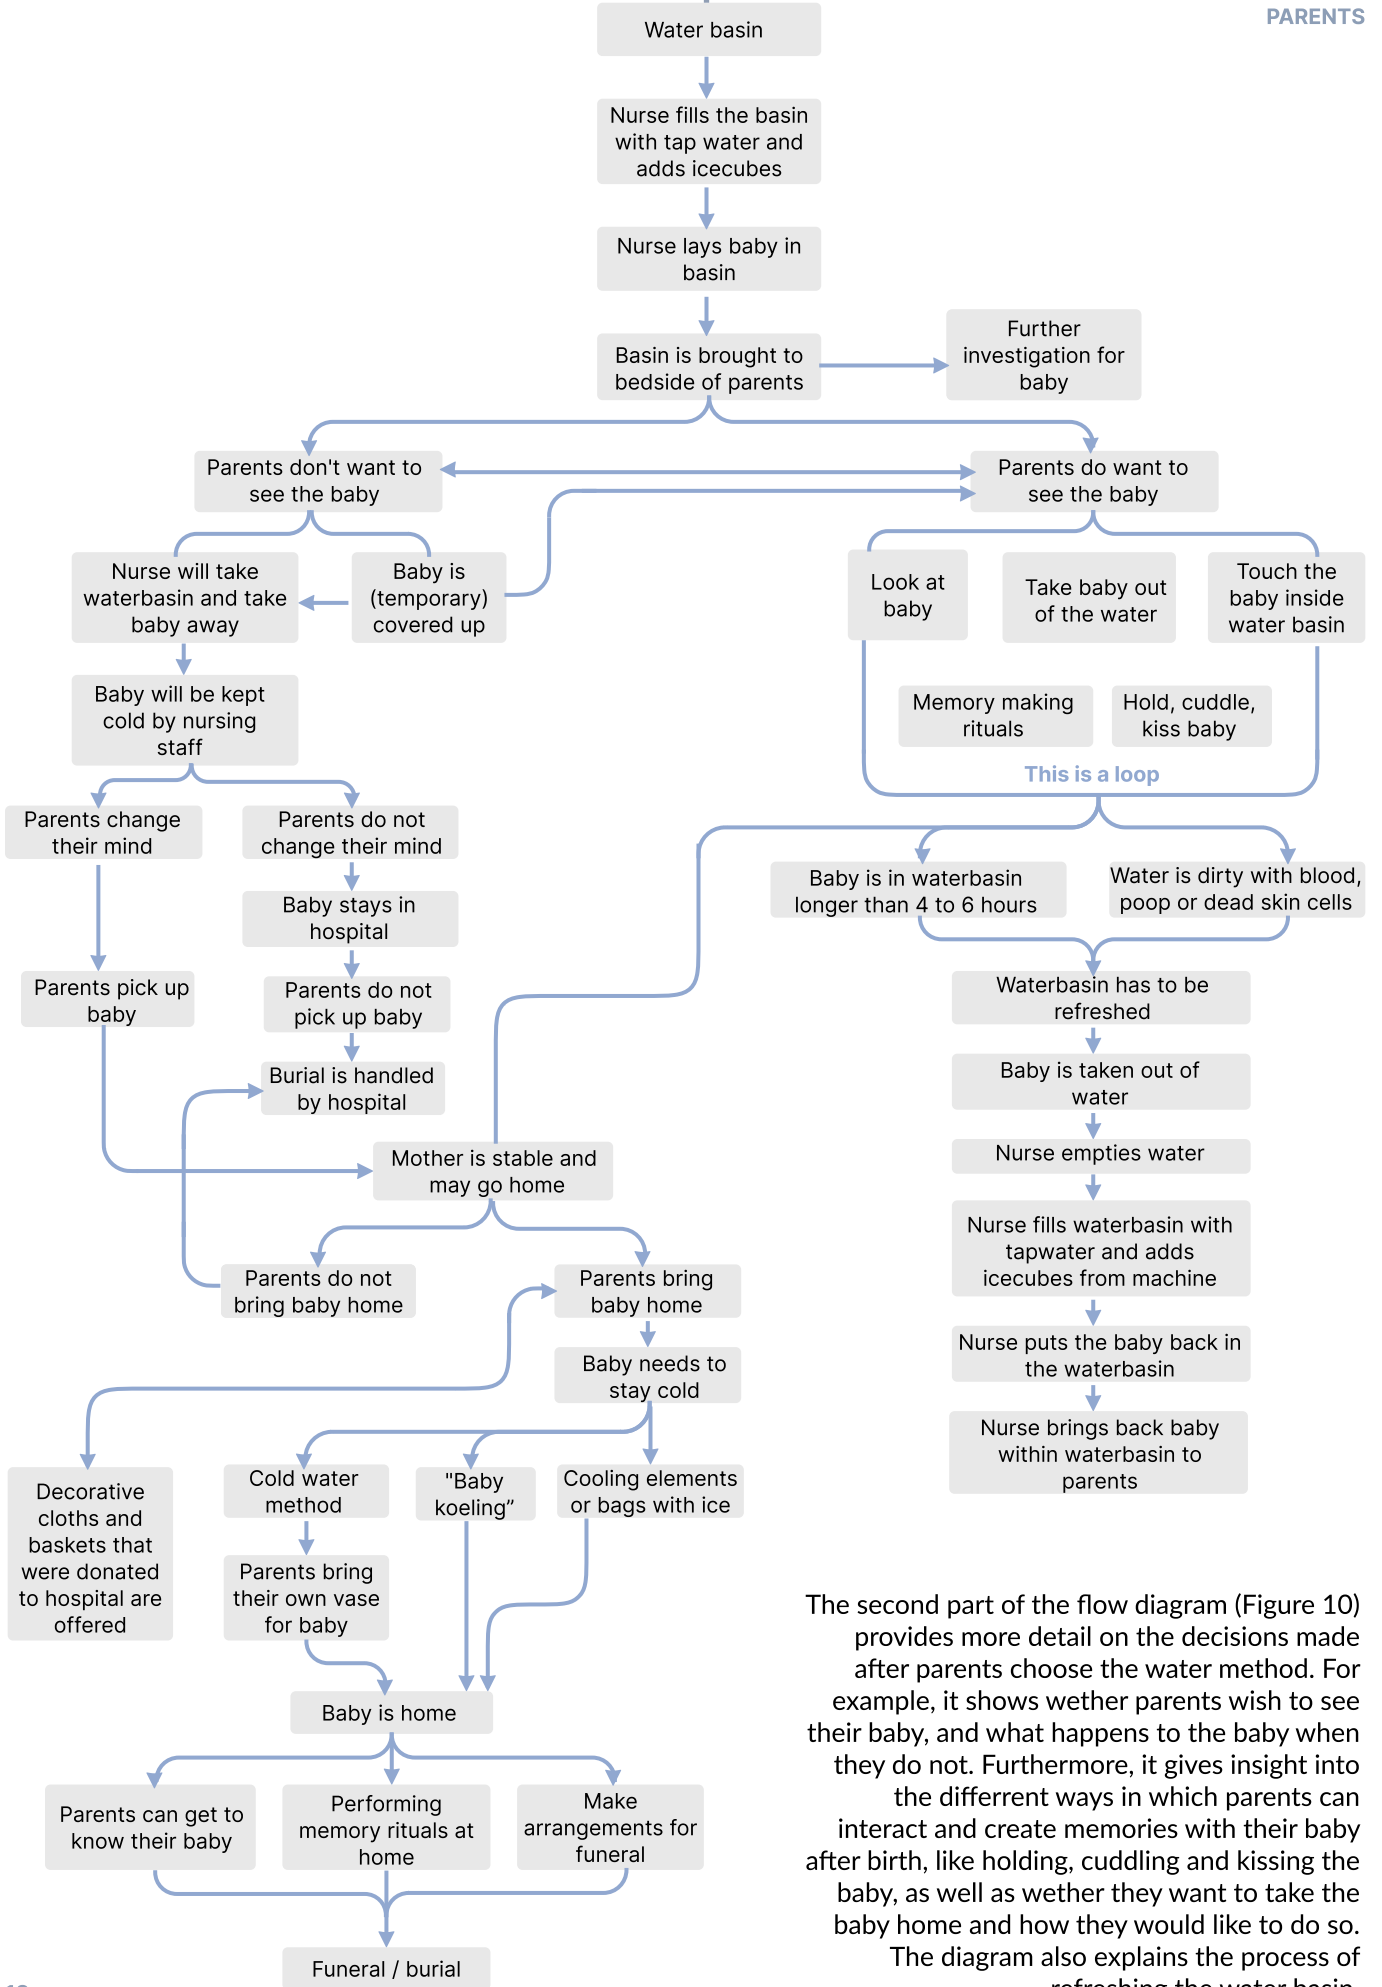 PARENTS
Water basin
Nurse fills the basin
with tap water and
adds icecubes
Nurse lays baby in
basin
Basin is brought to
bedside of parents
Further
investigation for
baby
Parents don't want to
see the baby
Parents do want to
see the baby
Nurse will take
waterbasin and take
baby away
Baby is
(temporary)
covered up
Look at
baby
Take baby out
of the water
Touch the
baby inside
water basin
Baby will be kept
cold by nursing
staff
Memory making
rituals
Hold, cuddle,
kiss baby
This is a loop
Parents change
their mind
Parents do not
change their mind
Baby is in waterbasin
longer than 4 to 6 hours
Water is dirty with blood,
poop or dead skin cells
Baby stays in
hospital
Parents pick up
baby
Parents do not
pick up baby
Waterbasin has to be
refreshed
Burial is handled
by hospital
Baby is taken out of
water
Mother is stable and
may go home
Nurse empties water
Nurse fills waterbasin with
tapwater and adds
icecubes from machine
Parents do not
bring baby home
Parents bring
baby home
Nurse puts the baby back in
the waterbasin
Baby needs to
stay cold
Nurse brings back baby
within waterbasin to
parents
Decorative
cloths and
baskets that
were donated
to hospital are
offered
Cold water
method
"Baby
koeling”
Cooling elements
or bags with ice
Parents bring
their own vase
for baby
Baby is home
Parents can get to
know their baby
Performing
memory rituals at
home
Make
arrangements for
funeral
Funeral / burial
The second part of the flow diagram (Figure 10)
provides more detail on the decisions made
after parents choose the water method. For
example, it shows wether parents wish to see
their baby, and what happens to the baby when
they do not. Furthermore, it gives insight into
the differrent ways in which parents can
interact and create memories with their baby
after birth, like holding, cuddling and kissing the
baby, as well as wether they want to take the
baby home and how they would like to do so.
The diagram also explains the process of
refreshing the water basin.